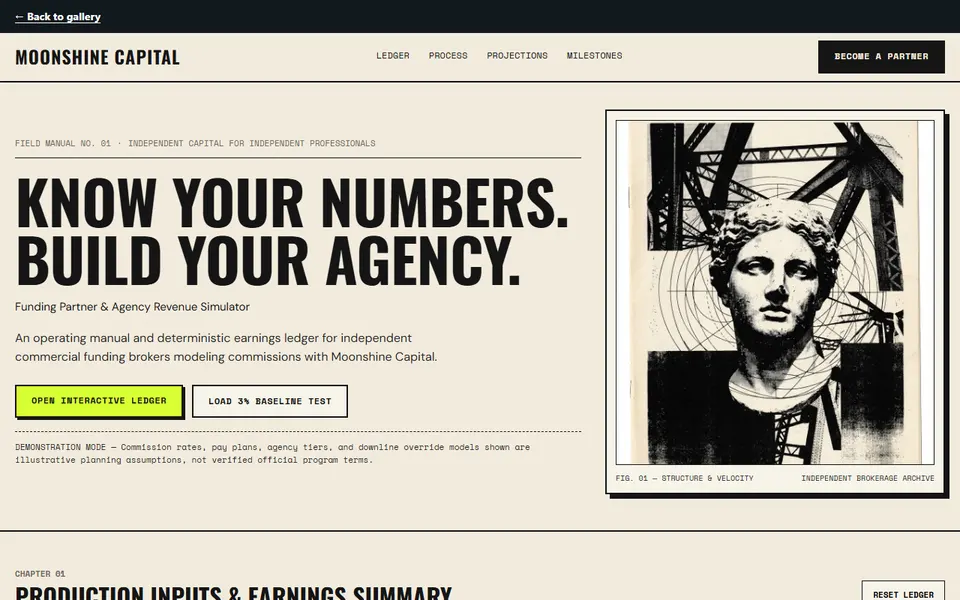 ← Back to gallery
MOONSHINE CAPITAL
LEDGER PROCESS PROJECTIONS MILESTONES
BECOME A PARTNER
FIELD MANUAL NO. 01 · INDEPENDENT CAPITAL FOR INDEPENDENT PROFESSIONALS
KNOW YOUR NUMBERS.
BUILD YOUR AGENCY.
Funding Partner & Agency Revenue Simulator
An operating manual and deterministic earnings ledger for independent
commercial funding brokers modeling commissions with Moonshine Capital.
OPEN INTERACTIVE LEDGER
LOAD 3% BASELINE TEST
DEMONSTRATION MODE — Commission rates, pay plans, agency tiers, and downline override models shown are
illustrative planning assumptions, not verified official program terms.
FIG. 01 — STRUCTURE & VELOCITY
INDEPENDENT BROKERAGE ARCHIVE
CHAPTER 01
PRODUCTION INPUTS & EARNINGS SUMMARY
RESET LEDGER